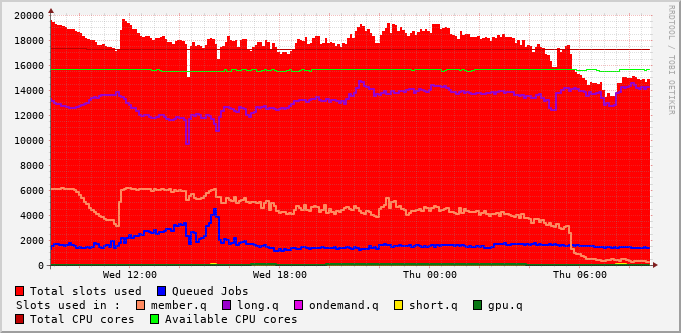 20000
18000
16000
14000
12000
10000
8000
6000
4000
2000
0
Wed 12:00 Wed 18:00 Thu 00:00 Thu 06:00
RRDTOOL / TOBI OETIKER
Total slots used Queued Jobs
Slots used in : member.q long.q ondemand.q short.q gpu.q
Total CPU cores Available CPU cores